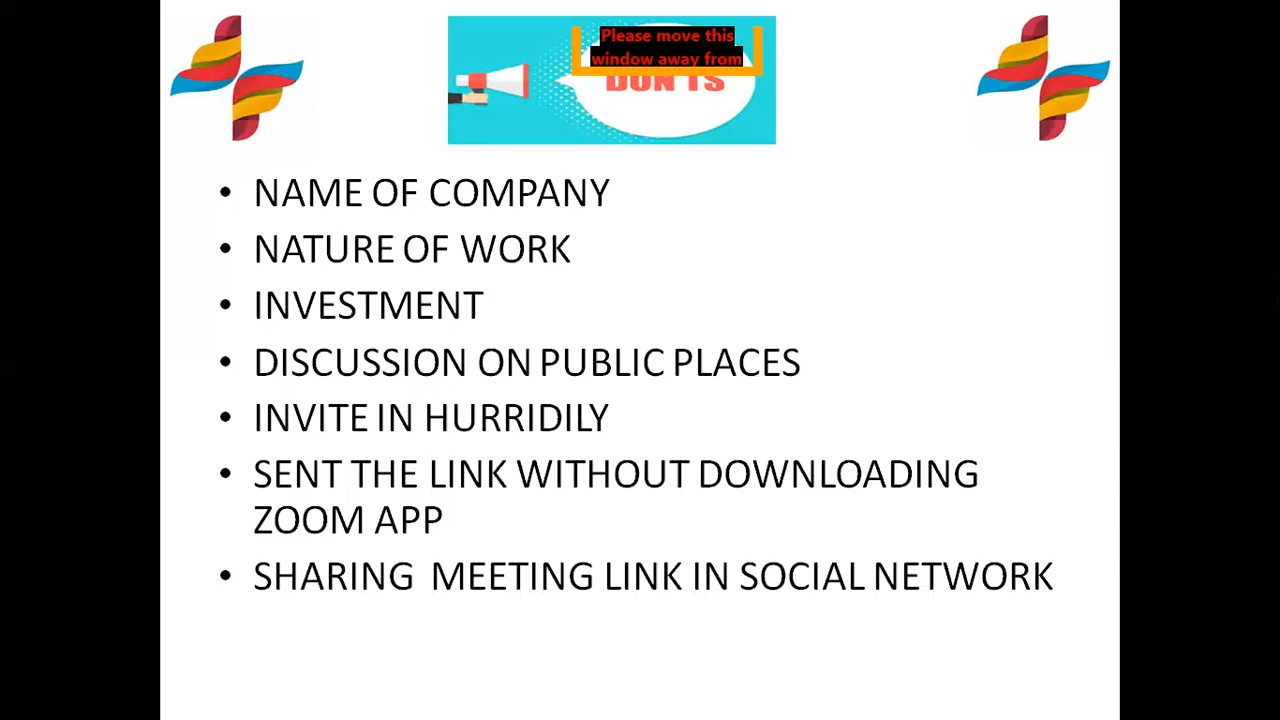 Please move this
window away from
DON'TS
• NAME OF COMPANY
• NATURE OF WORK
• INVESTMENT
• DISCUSSION ON PUBLIC PLACES
• INVITE IN HURRIDILY
• SENT THE LINK WITHOUT DOWNLOADING
ZOOM APP
• SHARING MEETING LINK IN SOCIAL NETWORK